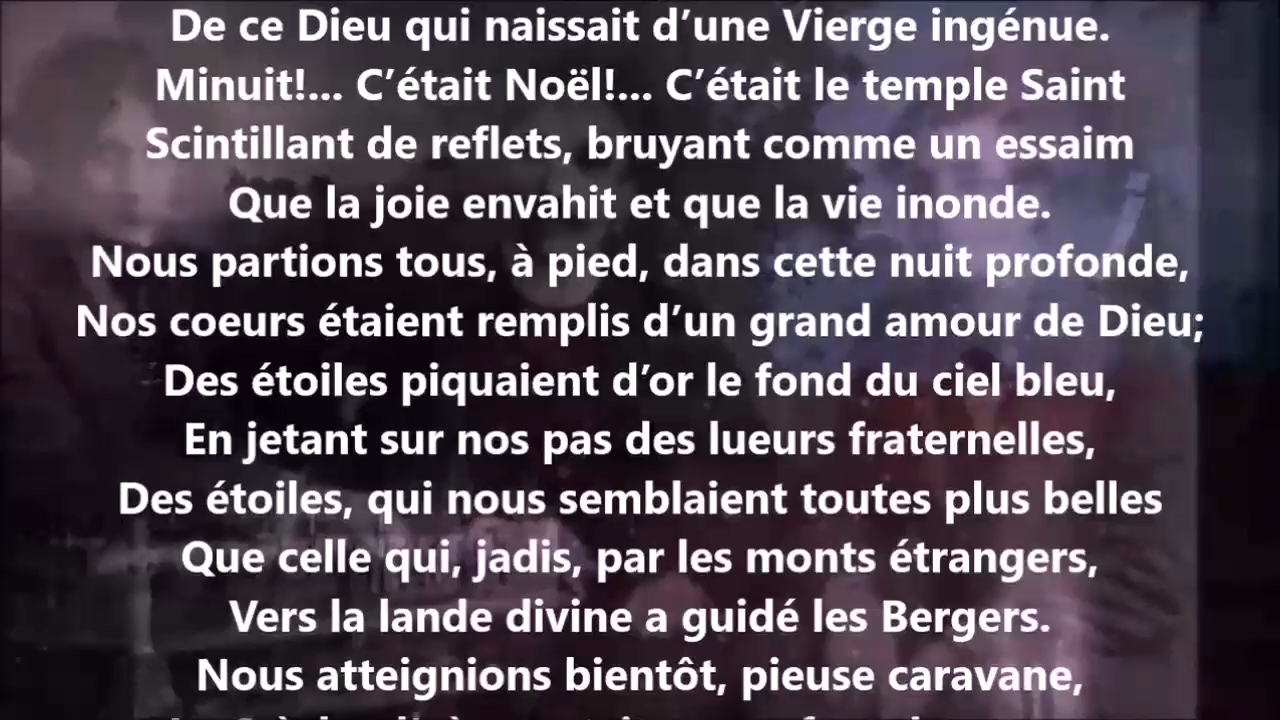 De ce Dieu qui naissait d’une Vierge ingénue.
Minuit!... C’était Noël!... C’était le temple Saint
Scintillant de reflets, bruyant comme un essaim
Que la joie envahit et que la vie inonde.
Nous partions tous, à pied, dans cette nuit profonde,
Nos coeurs étaient remplis d’un grand amour de Dieu;
Des étoiles piquaient d’or le fond du ciel bleu,
En jetant sur nos pas des lueurs fraternelles,
Des étoiles, qui nous semblaient toutes plus belles
Que celle qui, jadis, par les monts étrangers,
Vers la lande divine a guidé les Bergers.
Nous atteignions bientôt, pieuse caravane,